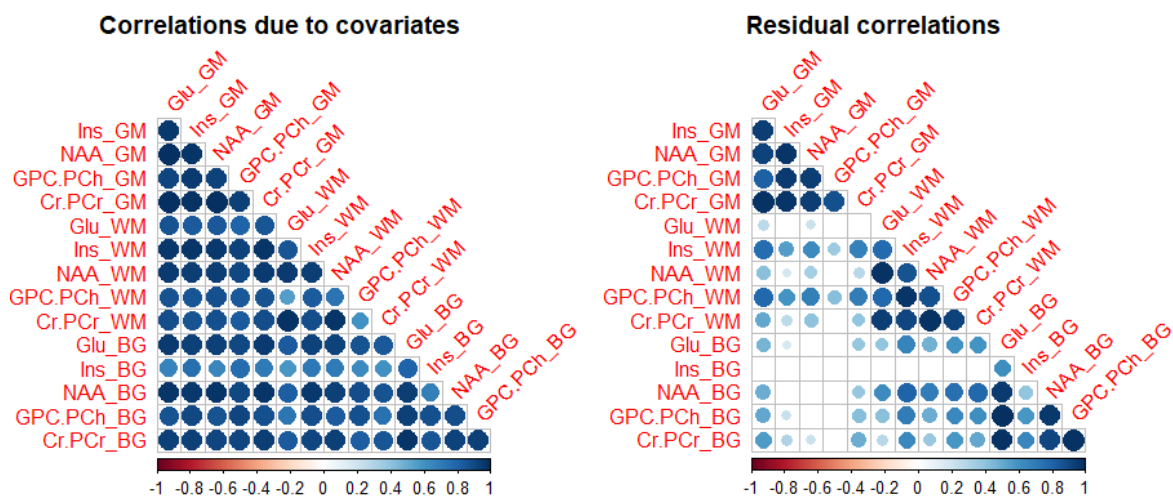 Correlations due to covariates
Glu_GM
Ins_GM
NAA_GM
GPC.PCh_GM
Cr.PCr_GM
Glu_WM
Ins_WM
NAA_WM
GPC.PCh_WM
Cr.PCr_WM
Glu_BG
Ins_BG
NAA_BG
GPC.PCh_BG
Ins_GM
NAA_GM
GPC.PCh_GM
Cr.PCr_GM
Glu_WM
Ins_WM
NAA_WM
GPC.PCh_WM
Cr.PCr_WM
Glu_BG
Ins_BG
NAA_BG
GPC.PCh_BG
Cr.PCr_BG
-1 -0.8 -0.6 -0.4 -0.2 0 0.2 0.4 0.6 0.8 1
Residual correlations
Glu_GM
Ins_GM
NAA_GM
GPC.PCh_GM
Cr.PCr_GM
Glu_WM
Ins_WM
NAA_WM
GPC.PCh_WM
Cr.PCr_WM
Glu_BG
Ins_BG
NAA_BG
GPC.PCh_BG
Ins_GM
NAA_GM
GPC.PCh_GM
Cr.PCr_GM
Glu_WM
Ins_WM
NAA_WM
GPC.PCh_WM
Cr.PCr_WM
Glu_BG
Ins_BG
NAA_BG
GPC.PCh_BG
Cr.PCr_BG
-1 -0.8 -0.6 -0.4 -0.2 0 0.2 0.4 0.6 0.8 1